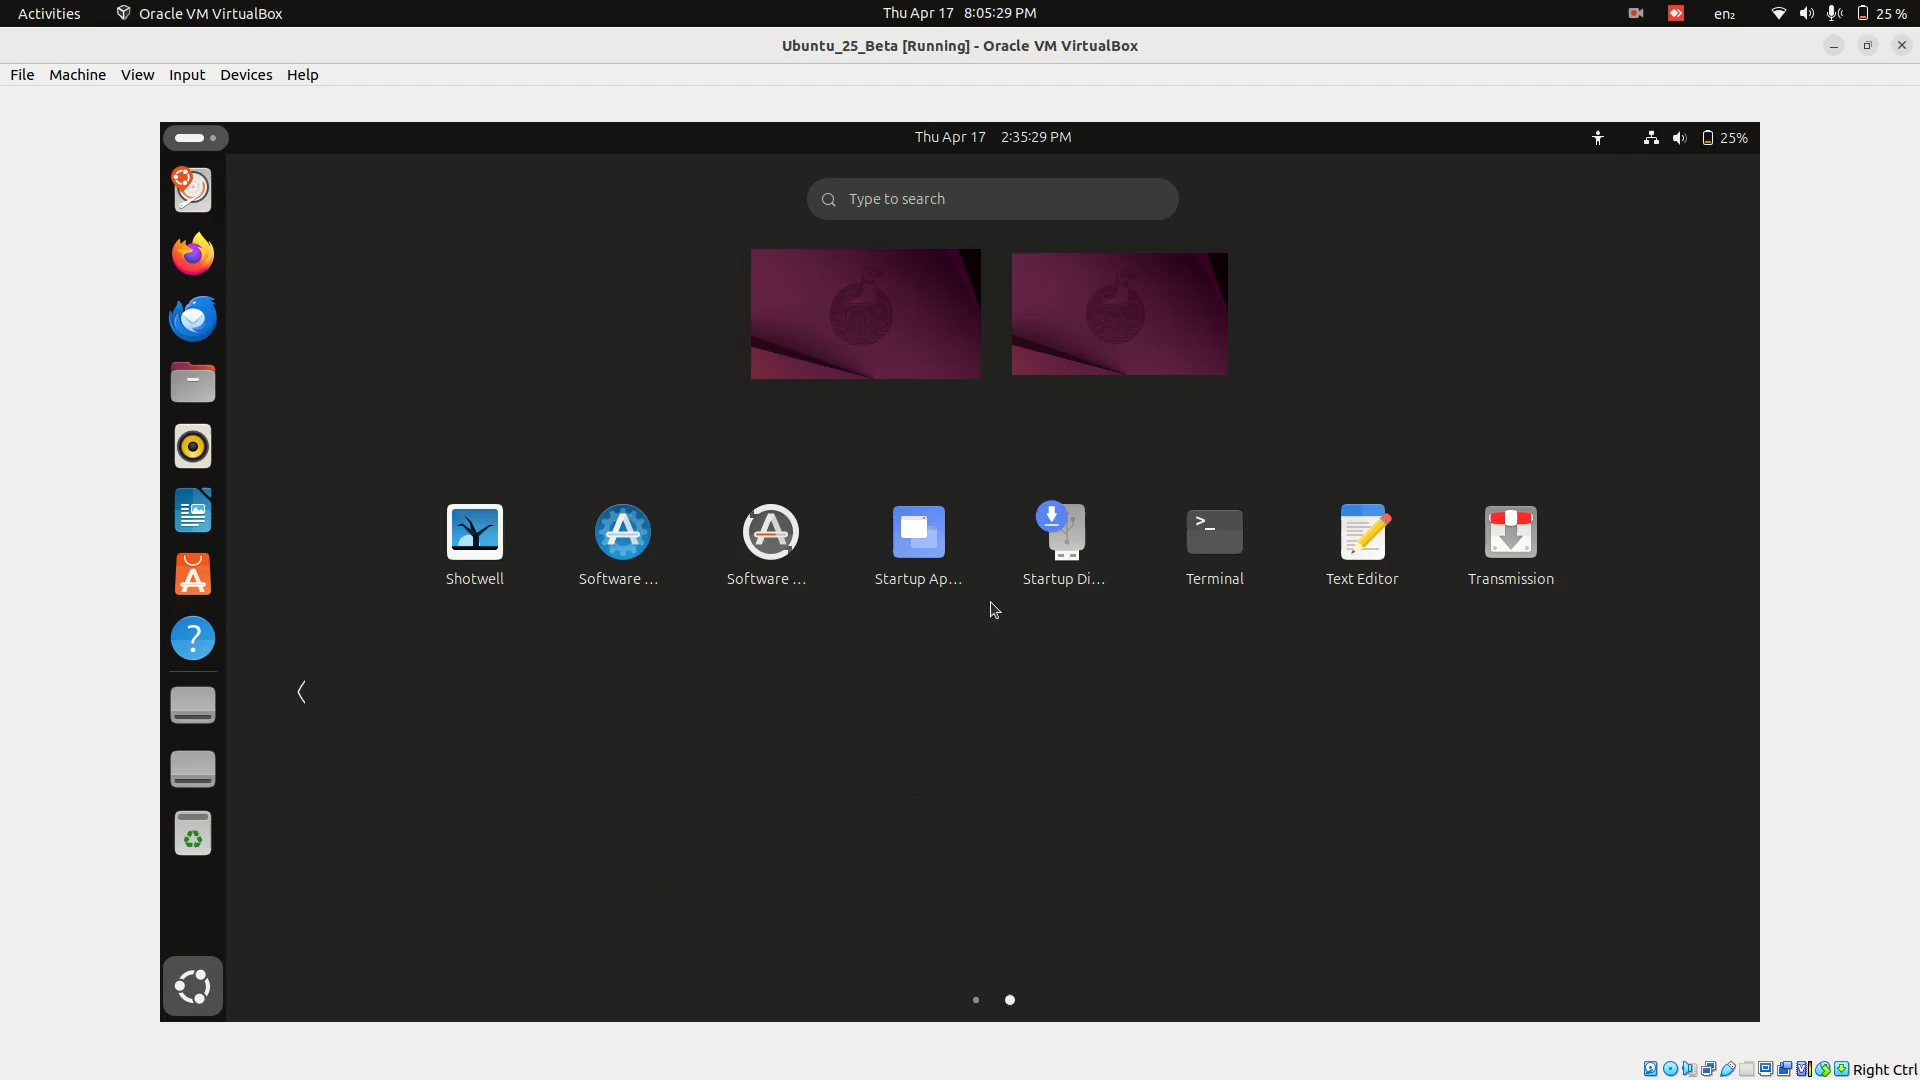 Activities Oracle VM VirtualBox Thu Apr 17 8:05:29 PM en₂ 25 %
Ubuntu_25_Beta [Running] - Oracle VM VirtualBox
File Machine View Input Devices Help
Thu Apr 17 2:35:29 PM 25%
Type to search
Shotwell Software ... Software ... Startup Ap... Startup Di... Terminal Text Editor Transmission
Right Ctrl